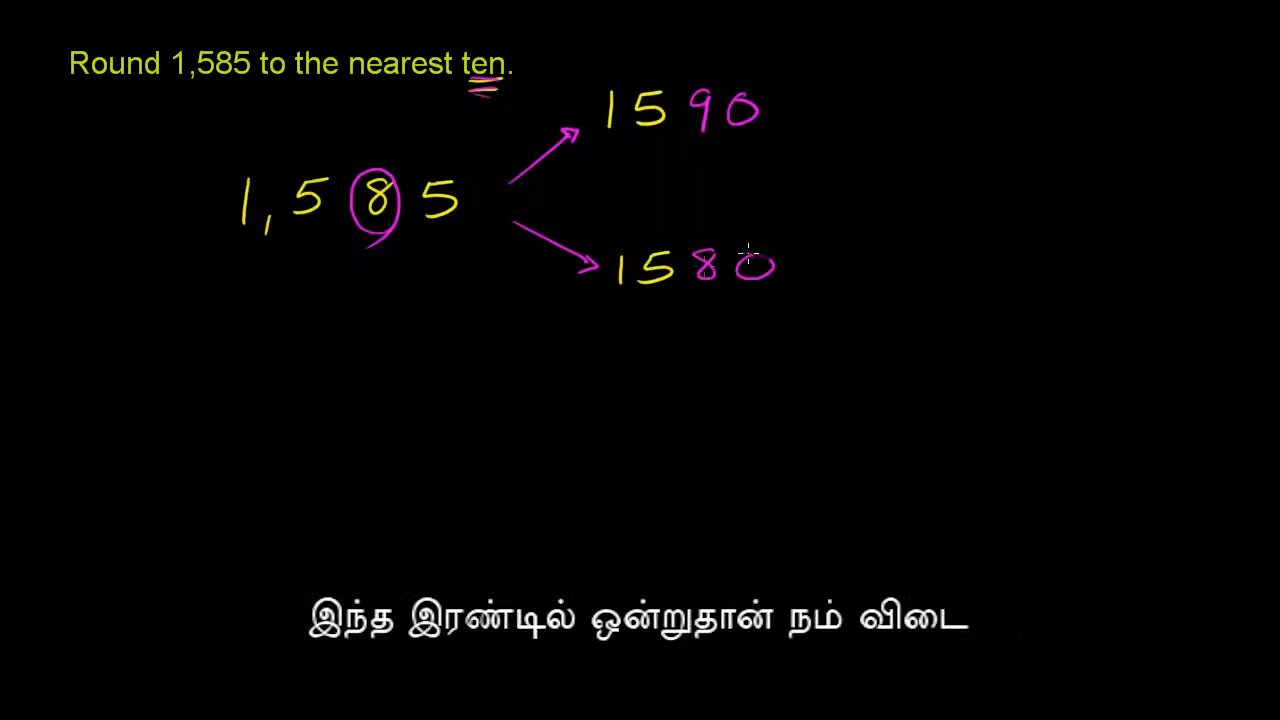 Round 1,585 to the nearest ten.
1590
1,585
1580
இந்த இரண்டில் ஒன்றுதான் நம் விடை